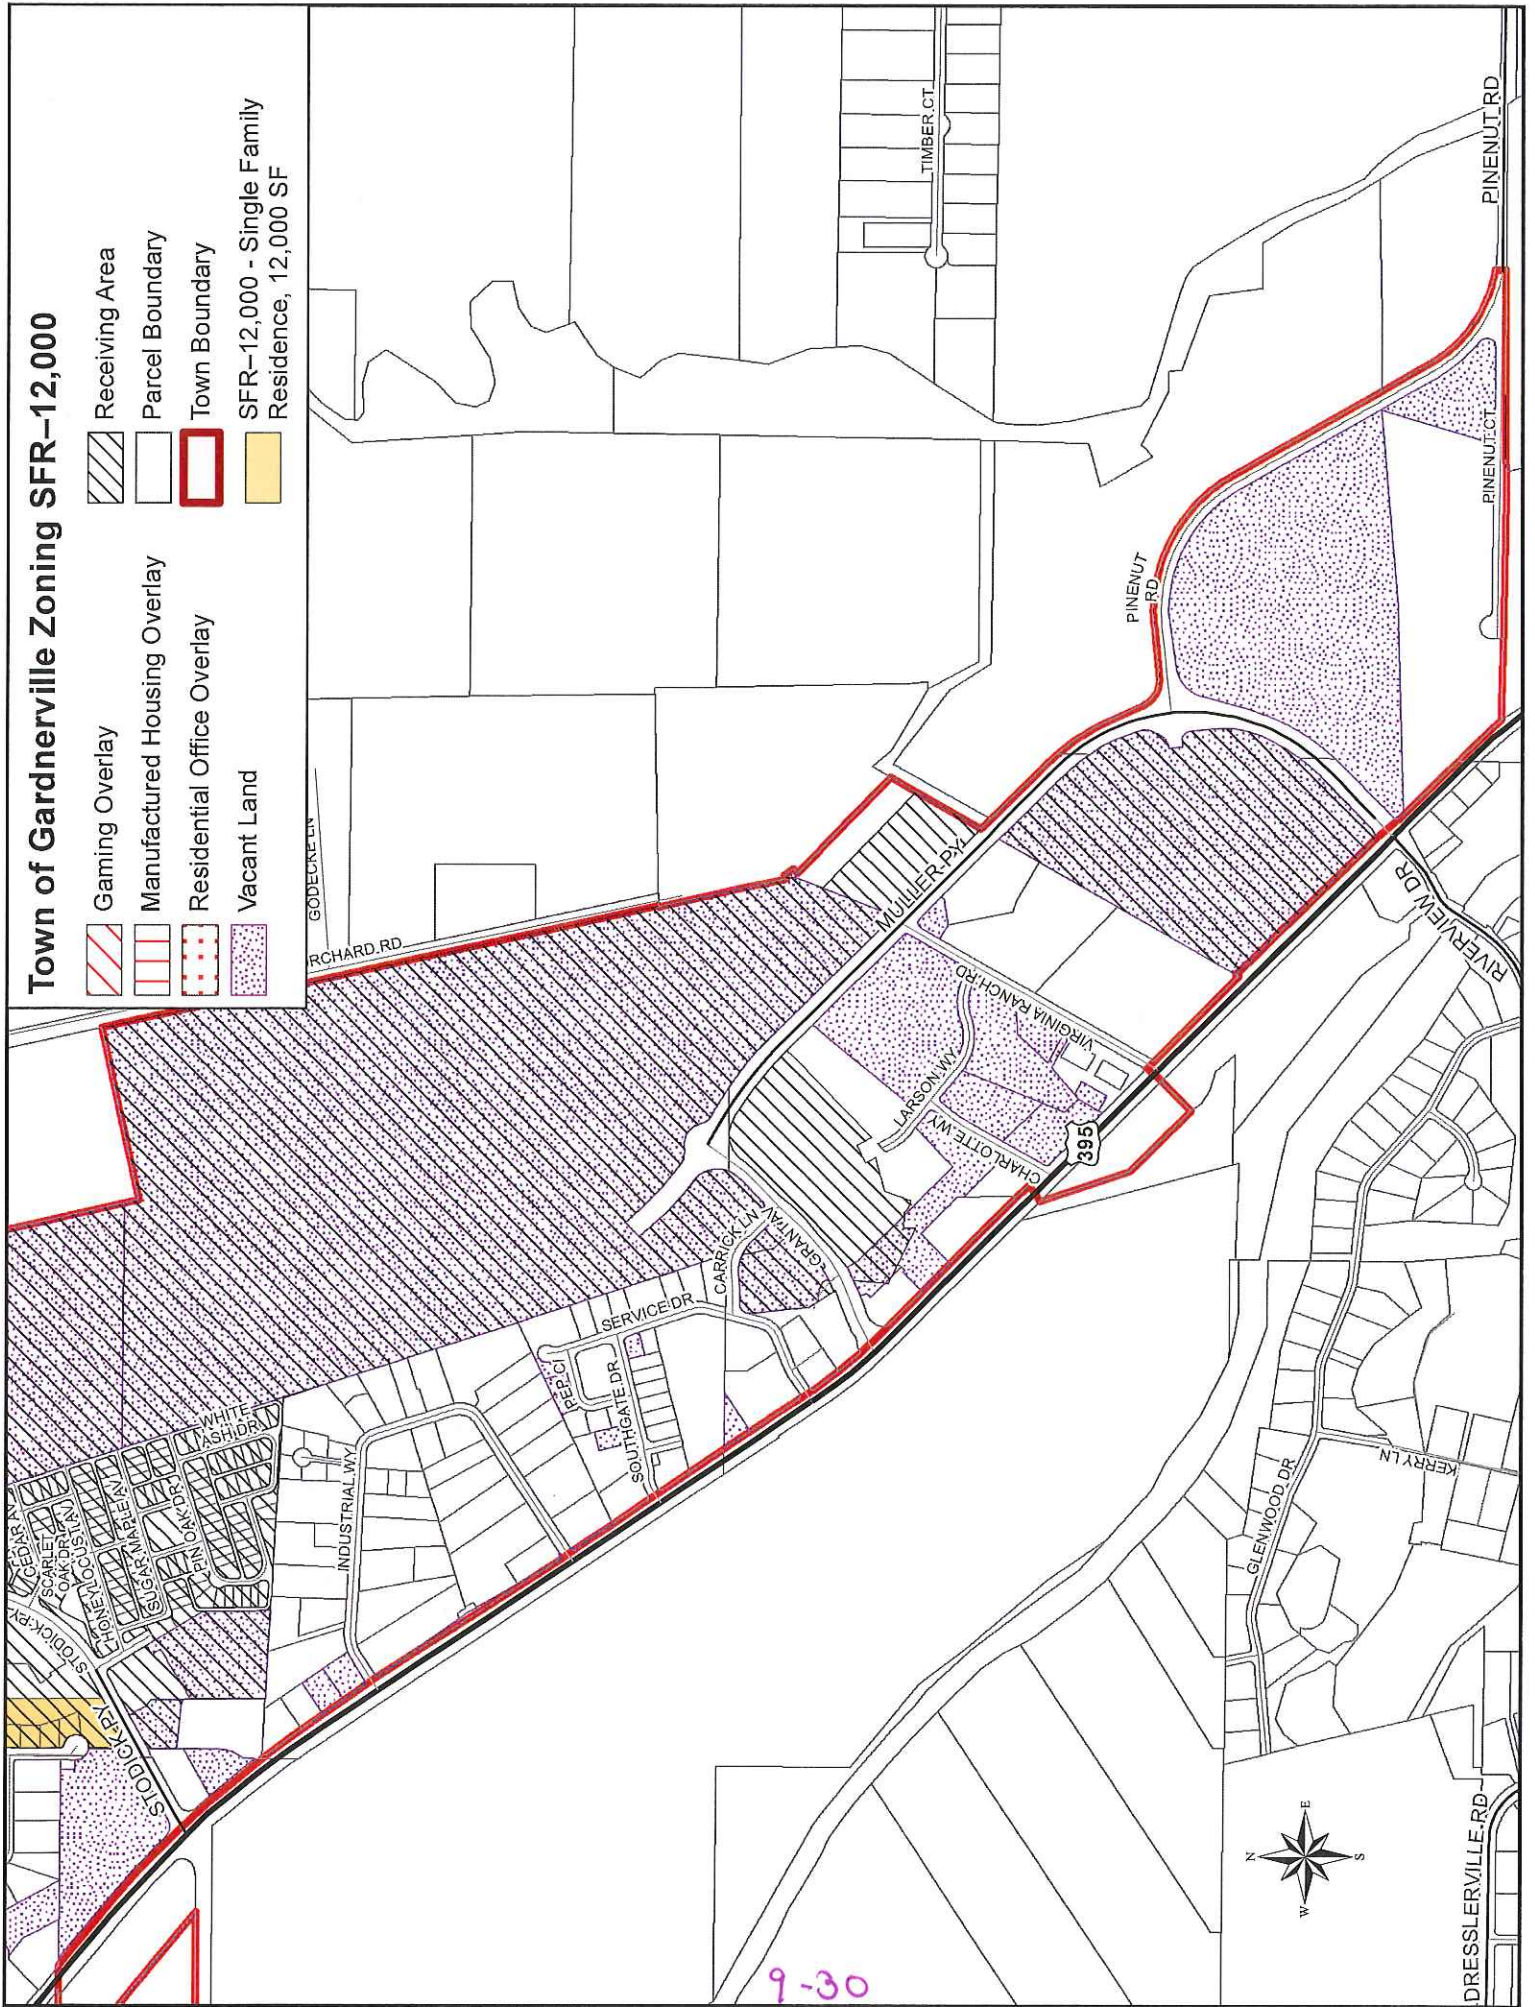 Town of Gardnerville Zoning SFR–12,000
Gaming Overlay
Manufactured Housing Overlay
Residential Office Overlay
Vacant Land
Receiving Area
Parcel Boundary
Town Boundary
SFR–12,000 - Single Family
Residence, 12,000 SF
GODECKE LN
RCHARD RD
TIMBER CT
PINENUT RD
PINENUT
RD
PINENUT CT
MULLER PY
VIRGINIA RANCH RD
LARSON WY
CHARLOTTE WY
395
RIVERVIEW DR
CARRICK LN
GRANT AV
SERVICE DR
SOUTHGATE DR
INDUSTRIAL WY
WHITE
ASH DR
CEDAR AV
SCARLET
OAK DR
HONEYLOCUST AV
SUGAR MAPLE AV
PIN OAK DR
STODICK PY
STODICK PY
GLENWOOD DR
KERRY LN
DRESSLERVILLE RD
N
W
E
S
9-30